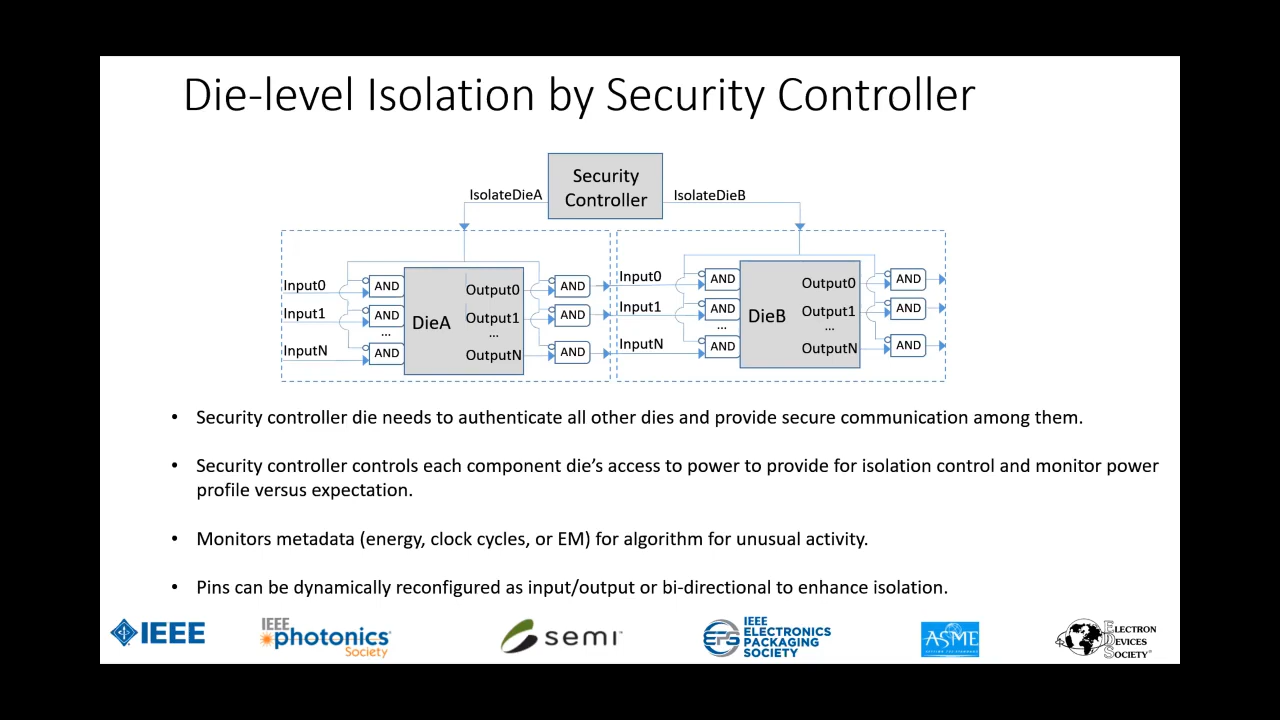 Die-level Isolation by Security Controller
Security
Controller
IsolateDieA
IsolateDieB
Input0
AND
Output0
AND
Input0
AND
Output0
AND
Input1
AND
DieA
Output1
AND
Input1
AND
DieB
Output1
AND
...
...
...
...
InputN
AND
OutputN
AND
InputN
AND
OutputN
AND
• Security controller die needs to authenticate all other dies and provide secure communication among them.
• Security controller controls each component die's access to power to provide for isolation control and monitor power
profile versus expectation.
• Monitors metadata (energy, clock cycles, or EM) for algorithm for unusual activity.
• Pins can be dynamically reconfigured as input/output or bi-directional to enhance isolation.
IEEE
IEEE
photonics
Society
semi
EPS
IEEE
ELECTRONICS
PACKAGING
SOCIETY
ASME
ELECTRON
DEVICES
SOCIETY